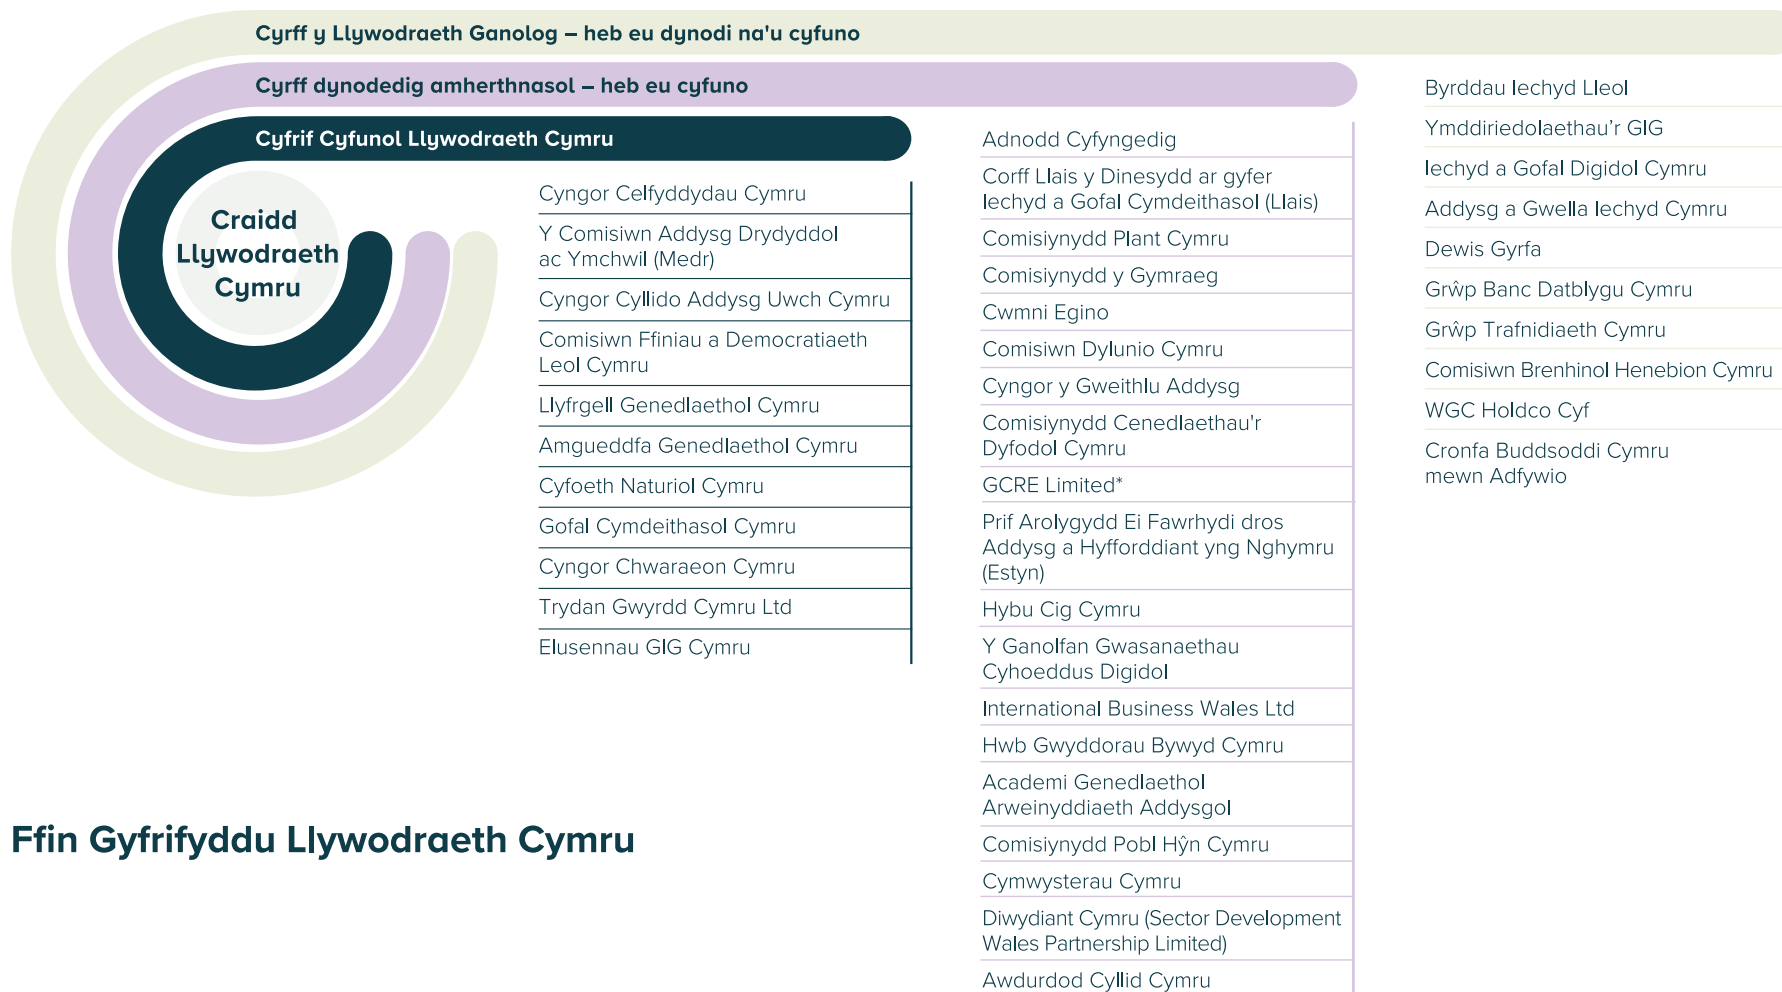 Cyrff y Llywodraeth Ganolog – heb eu dynodi na'u cyfuno
Cyrff dynodedig amherthnasol – heb eu cyfuno
Cyfrif Cyfunol Llywodraeth Cymru
Craidd
Llywodraeth
Cymru
Cyngor Celfyddydau Cymru
Y Comisiwn Addysg Drydyddol
ac Ymchwil (Medr)
Cyngor Cyllido Addysg Uwch Cymru
Comisiwn Ffiniau a Democratiaeth
Leol Cymru
Llyfrgell Genedlaethol Cymru
Amgueddfa Genedlaethol Cymru
Cyfoeth Naturiol Cymru
Gofal Cymdeithasol Cymru
Cyngor Chwaraeon Cymru
Trydan Gwyrdd Cymru Ltd
Elusennau GIG Cymru
Adnodd Cyfyngedig
Corff Llais y Dinesydd ar gyfer
Iechyd a Gofal Cymdeithasol (Llais)
Comisiynydd Plant Cymru
Comisiynydd y Gymraeg
Cwmni Egino
Comisiwn Dylunio Cymru
Cyngor y Gweithlu Addysg
Comisiynydd Cenedlaethau'r
Dyfodol Cymru
GCRE Limited*
Prif Arolygydd Ei Fawrhydi dros
Addysg a Hyfforddiant yng Nghymru
(Estyn)
Hybu Cig Cymru
Y Ganolfan Gwasanaethau
Cyhoeddus Digidol
International Business Wales Ltd
Hwb Gwyddorau Bywyd Cymru
Academi Genedlaethol
Arweinyddiaeth Addysgol
Comisiynydd Pobl Hŷn Cymru
Cymwysterau Cymru
Diwydiant Cymru (Sector Development
Wales Partnership Limited)
Awdurdod Cyllid Cymru
Byrddau Iechyd Lleol
Ymddiriedolaethau’r GIG
Iechyd a Gofal Digidol Cymru
Addysg a Gwella Iechyd Cymru
Dewis Gyrfa
Grŵp Banc Datblygu Cymru
Grŵp Trafnidiaeth Cymru
Comisiwn Brenhinol Henebion Cymru
WGC Holdco Cyf
Cronfa Buddsoddi Cymru
mewn Adfywio
Ffin Gyfrifyddu Llywodraeth Cymru